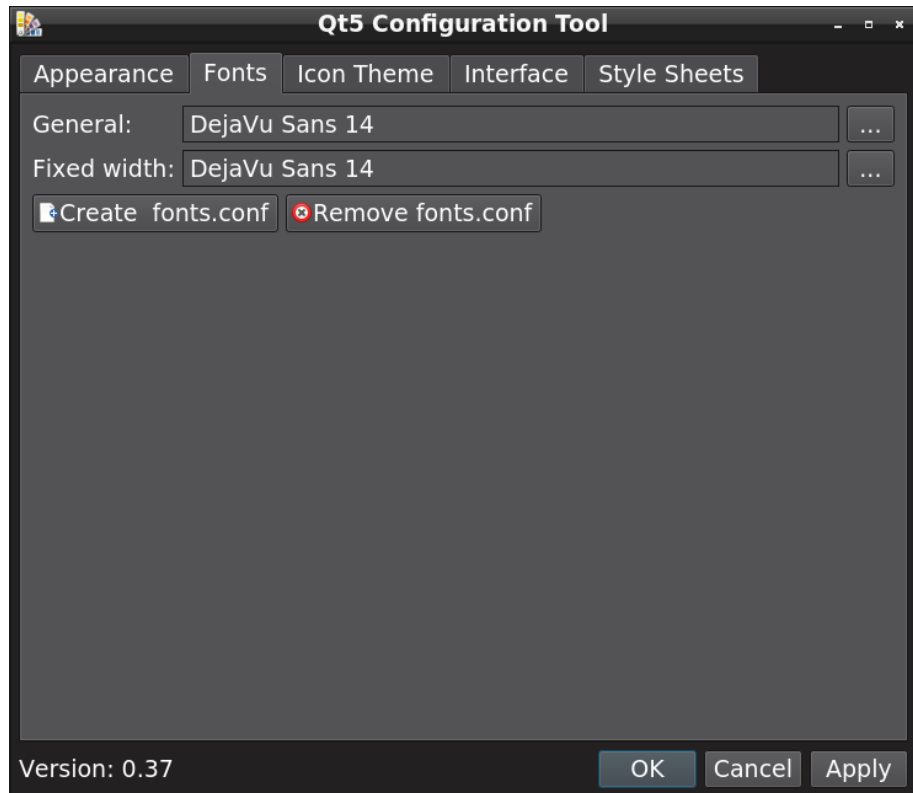 Qt5 Configuration Tool
Appearance Fonts Icon Theme Interface Style Sheets
General: DejaVu Sans 14 ...
Fixed width: DejaVu Sans 14 ...
Create fonts.conf Remove fonts.conf
Version: 0.37 OK Cancel Apply